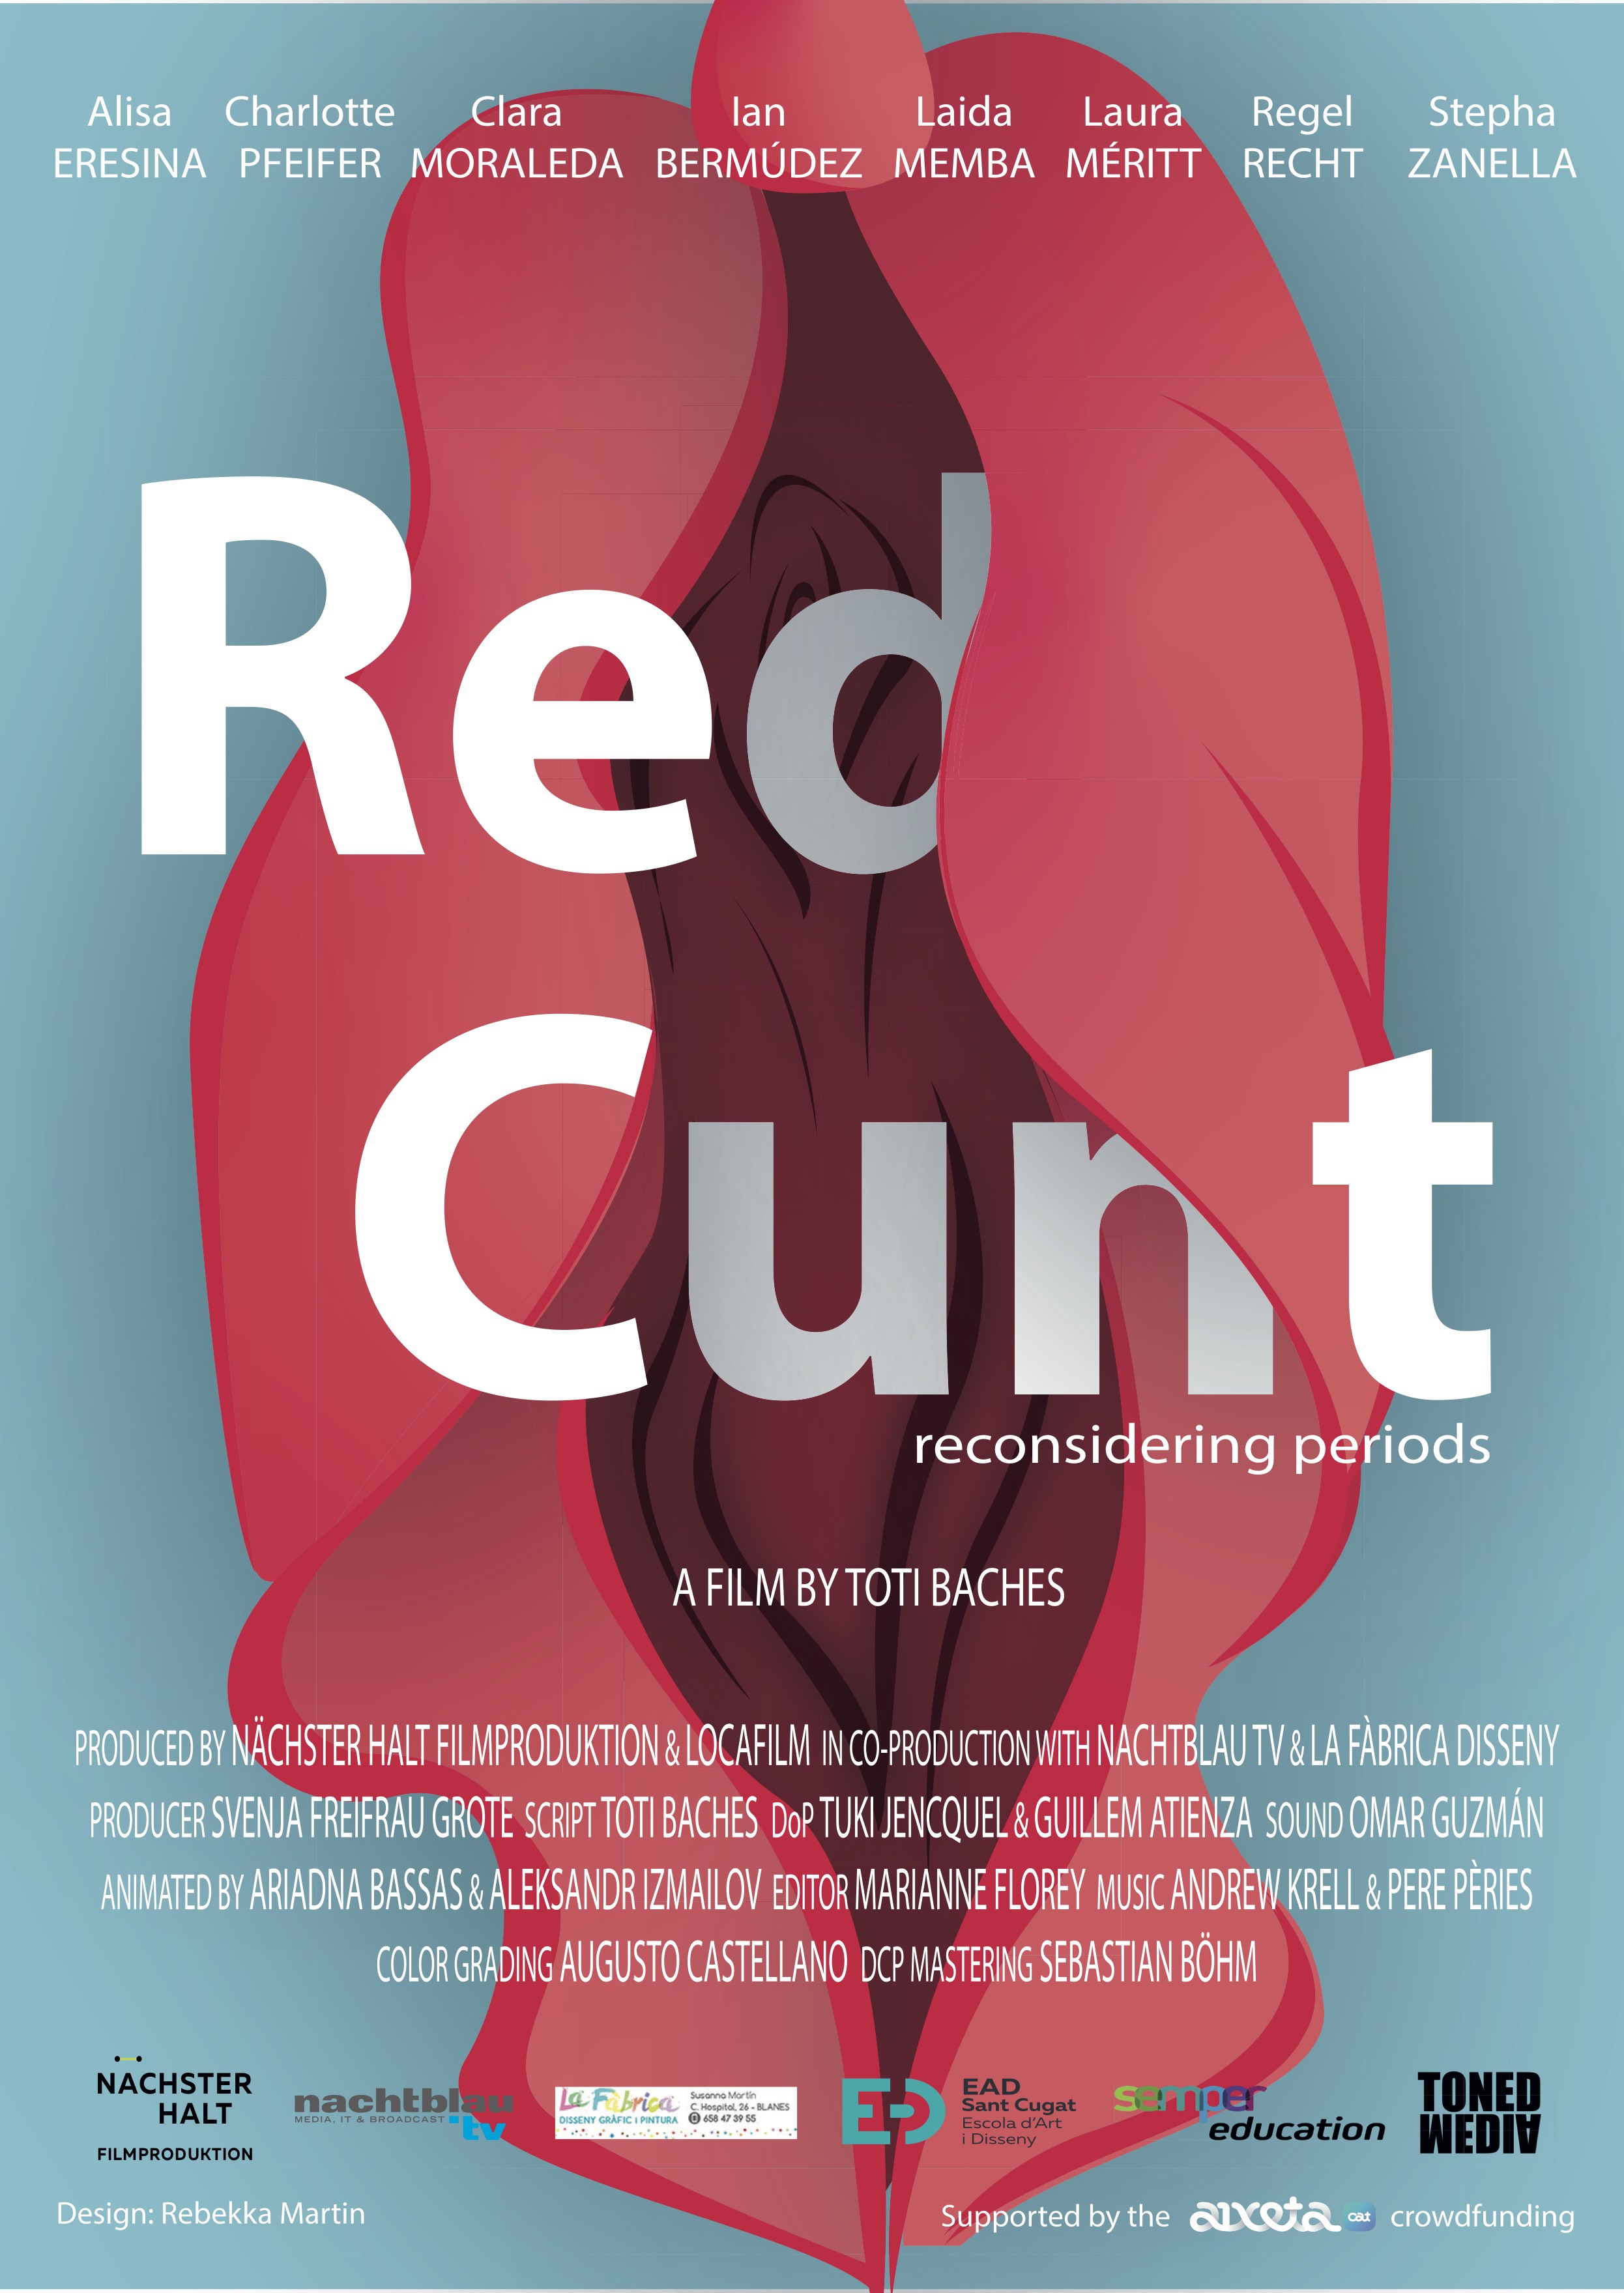 Alisa Charlotte Clara Ian Laida Laura Regel Stepha
ERESINA PFEIFER MORALEDA BERMÚDEZ MEMBA MÉRITT RECHT ZANELLA
Red
Cunt
reconsidering periods
A FILM BY TOTI BACHES
PRODUCED BY NÄCHSTER HALT FILMPRODUKTION & LOCAFILM IN CO-PRODUCTION WITH NACHTBLAU TV & LA FÀBRICA DISSENY
PRODUCER SVENJA FREIFRAU GROTE SCRIPT TOTI BACHES DoP TUKI JENCQUEL & GUILLEM ATIENZA SOUND OMAR GUZMÁN
ANIMATED BY ARIADNA BASSAS & ALEKSANDR IZMAILOV EDITOR MARIANNE FLOREY MUSIC ANDREW KRELL & PERE PÈRIES
COLOR GRADING AUGUSTO CASTELLANO DCP MASTERING SEBASTIAN BÖHM
NÄCHSTER
HALT
FILMPRODUKTION
nachtblau
MEDIA, IT & BROADCAST
tv
La Fàbrica
DISSENY GRÀFIC I PINTURA
Susanna Martín
C. Hospital, 26 - BLANES
658 47 39 55
ED
EAD
Sant Cugat
Escola d'Art
i Disseny
semper
education
TONED
MEDIA
Design: Rebekka Martin
Supported by the aixeta cat crowdfunding